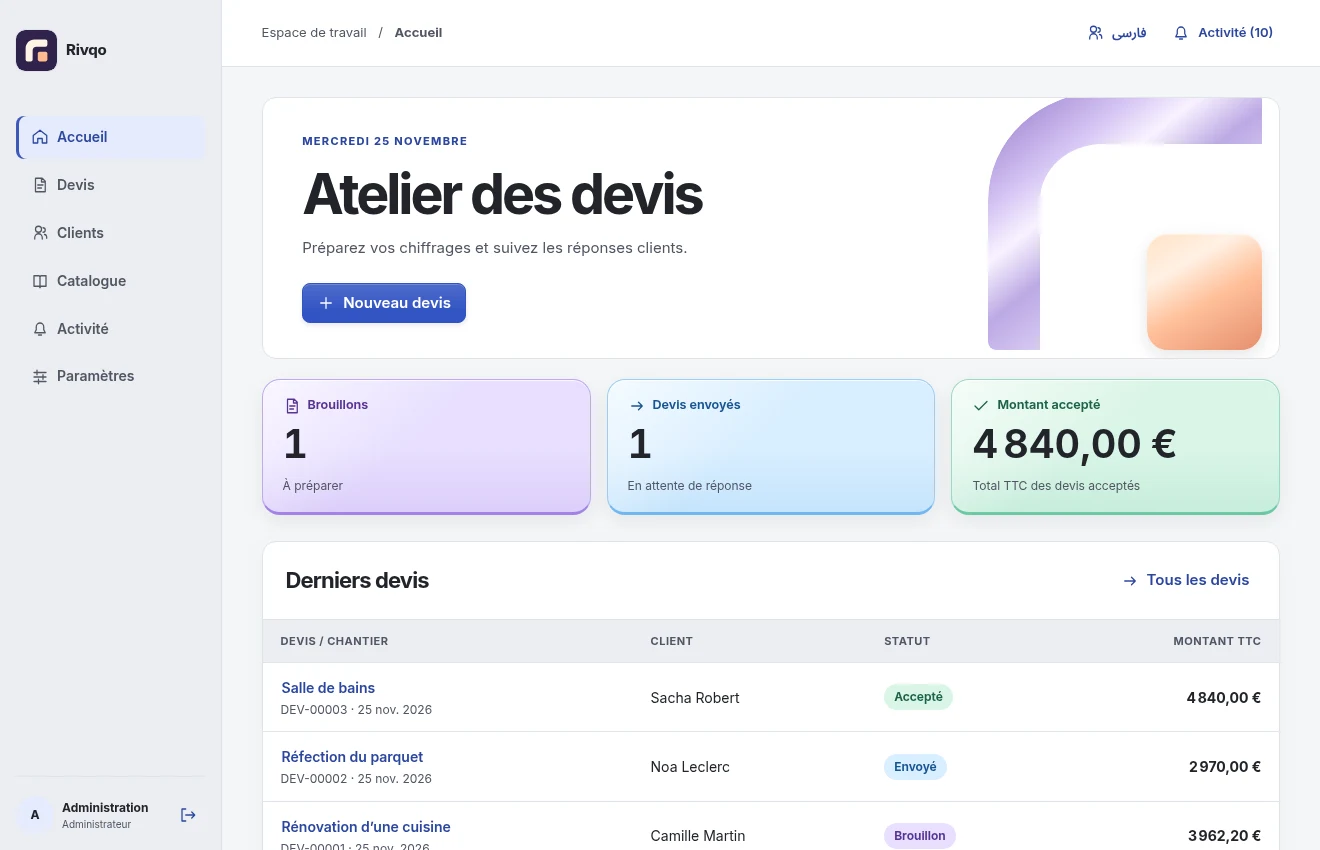 Rivqo
Espace de travail / Accueil
فارسی
Activité (10)
Accueil
Devis
Clients
Catalogue
Activité
Paramètres
A
Administration
Administrateur
MERCREDI 25 NOVEMBRE
Atelier des devis
Préparez vos chiffrages et suivez les réponses clients.
Nouveau devis
Brouillons
1
À préparer
Devis envoyés
1
En attente de réponse
Montant accepté
4 840,00 €
Total TTC des devis acceptés
Derniers devis
Tous les devis
DEVIS / CHANTIER CLIENT STATUT MONTANT TTC
Salle de bains
DEV-00003 · 25 nov. 2026
Sacha Robert
Accepté
4 840,00 €
Réfection du parquet
DEV-00002 · 25 nov. 2026
Noa Leclerc
Envoyé
2 970,00 €
Rénovation d’une cuisine
DEV-00001 · 25 nov. 2026
Camille Martin
Brouillon
3 962,20 €